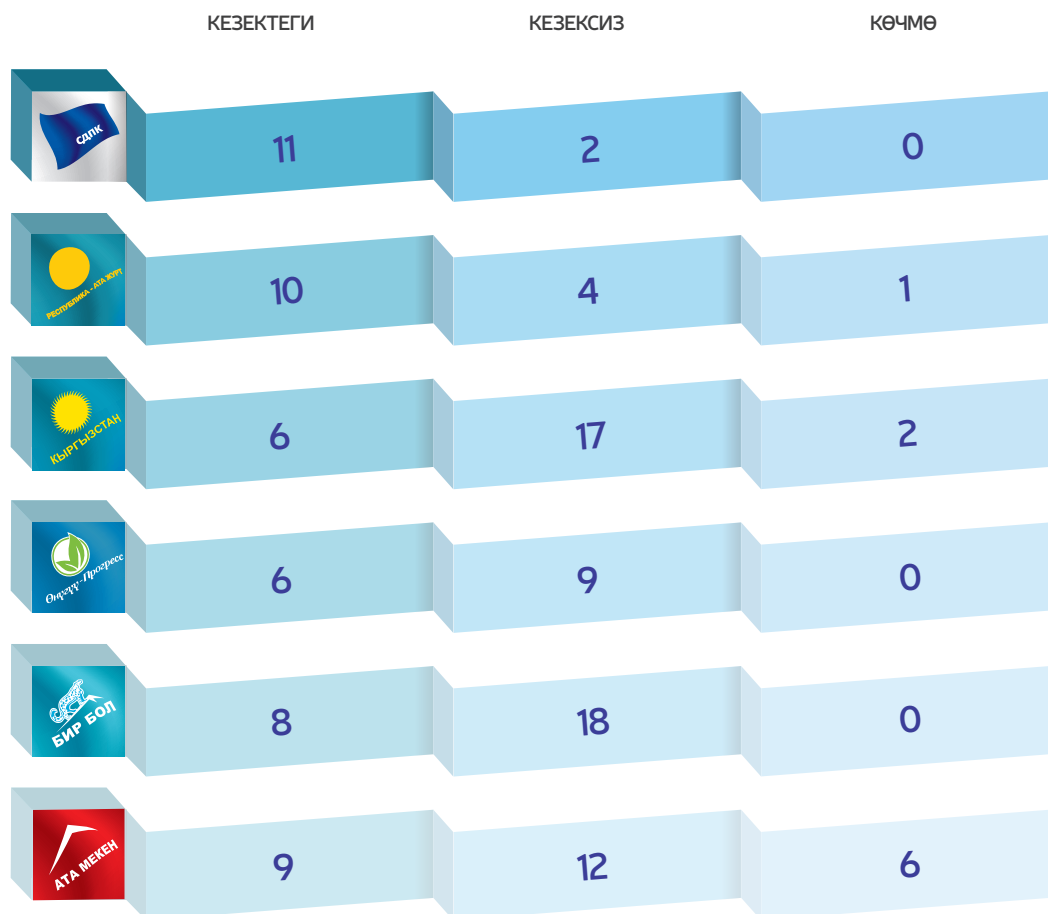 КЕЗЕКТЕГИ КЕЗЕКСИЗ КӨЧМӨ
СДПК 11 2 0
РЕСПУБЛИКА - АТА ЖУРТ 10 4 1
КЫРГЫЗСТАН 6 17 2
Өнүгүү-Прогресс 6 9 0
БИР БОЛ 8 18 0
АТА МЕКЕН 9 12 6